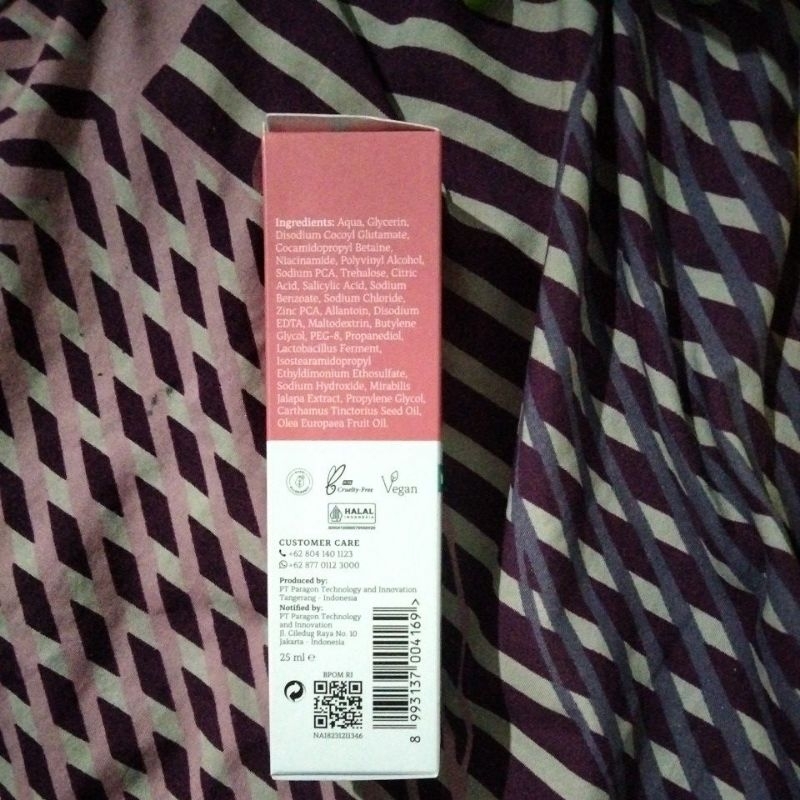 Ingredients: Aqua, Glycerin,
Disodium Cocoyl Glutamate,
Cocamidopropyl Betaine,
Niacinamide, Polyvinyl Alcohol,
Sodium PCA, Trehalose, Citric
Acid, Salicylic Acid, Sodium
Benzoate, Sodium Chloride,
Zinc PCA, Allantoin, Disodium
EDTA, Maltodextrin, Butylene
Glycol, PEG-8, Propanediol,
Lactobacillus Ferment,
Isostearamidopropyl
Ethyldimonium Ethosulfate,
Sodium Hydroxide, Mirabilis
Jalapa Extract, Propylene Glycol,
Carthamus Tinctorius Seed Oil,
Olea Europaea Fruit Oil.
Cruelty-Free
Vegan
HALAL
INDONESIA
CUSTOMER CARE
+62 804 140 1123
+62 877 0112 3000
Produced by:
PT Paragon Technology and Innovation
Tangerang - Indonesia
Notified by:
PT Paragon Technology
and Innovation
Jl. Ciledug Raya No. 10
Jakarta - Indonesia
25 ml e
BPOM RI
NA18231211346
8 993137 004169 >